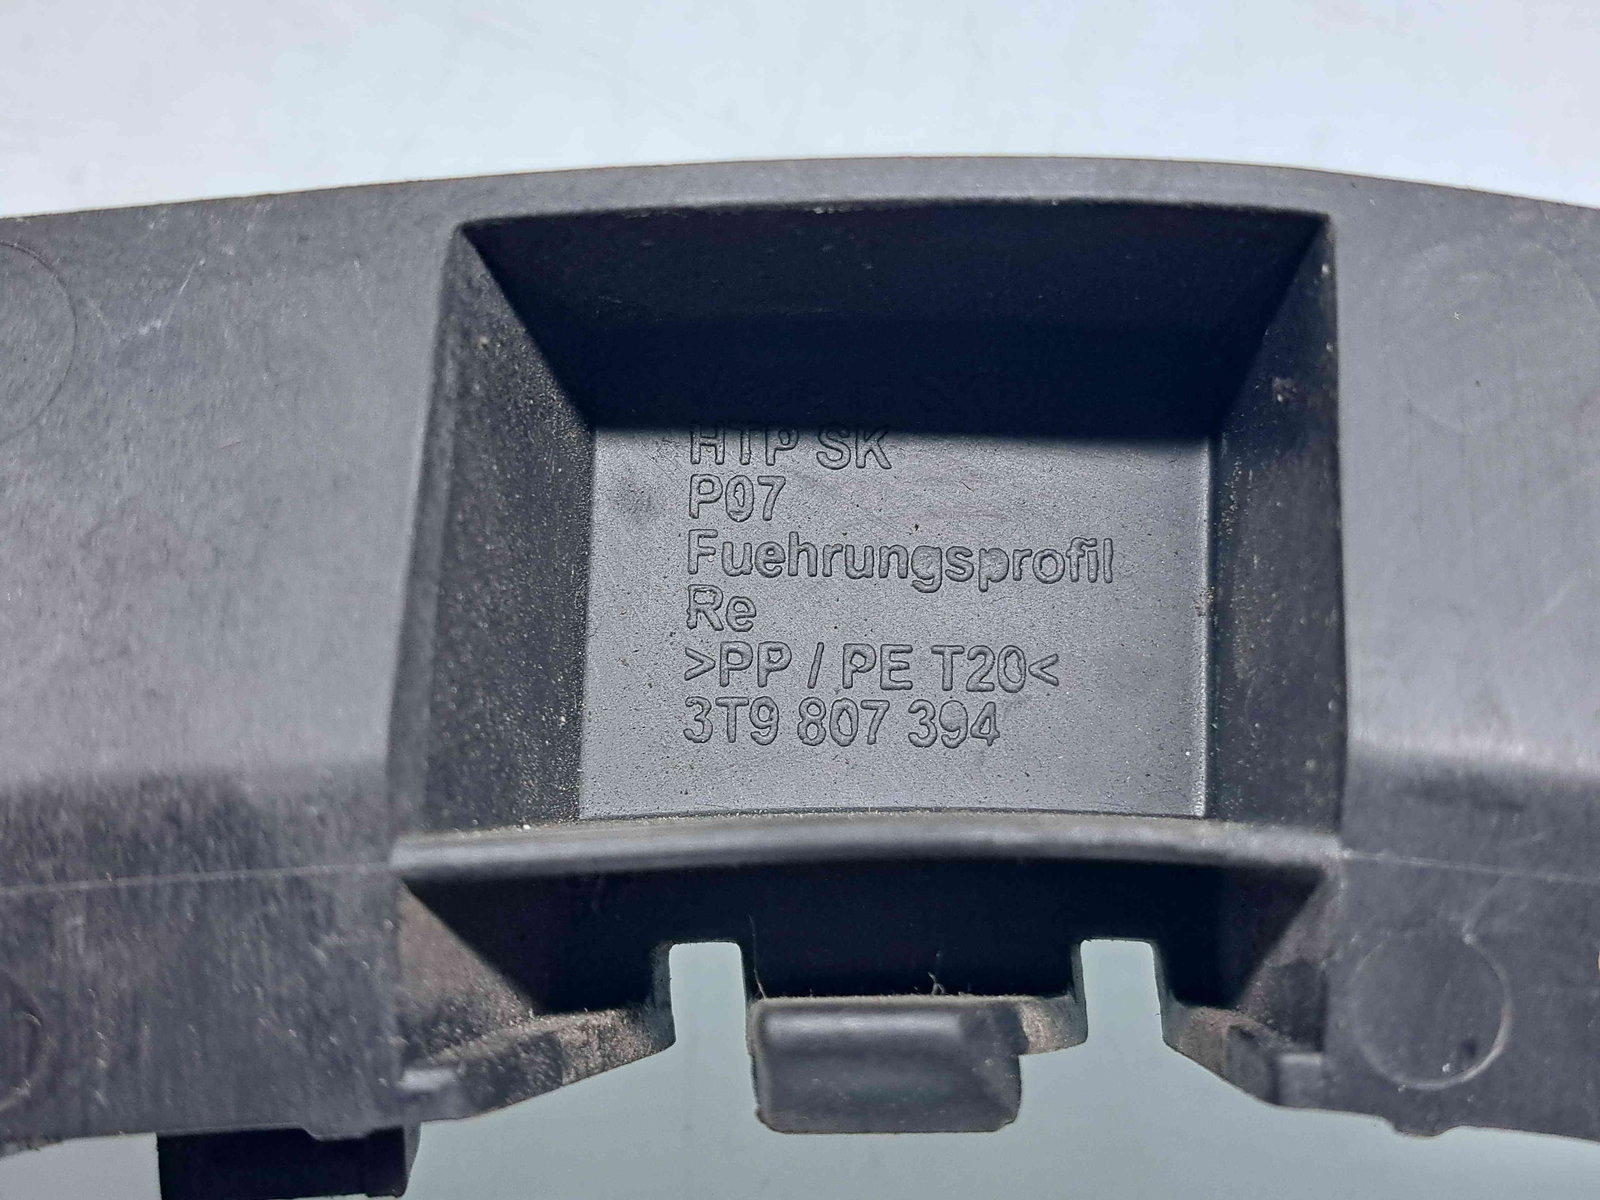 HTP SK
P07
Fuehrungsprofil
Re
>PP / PE T20<
3T9 807 394